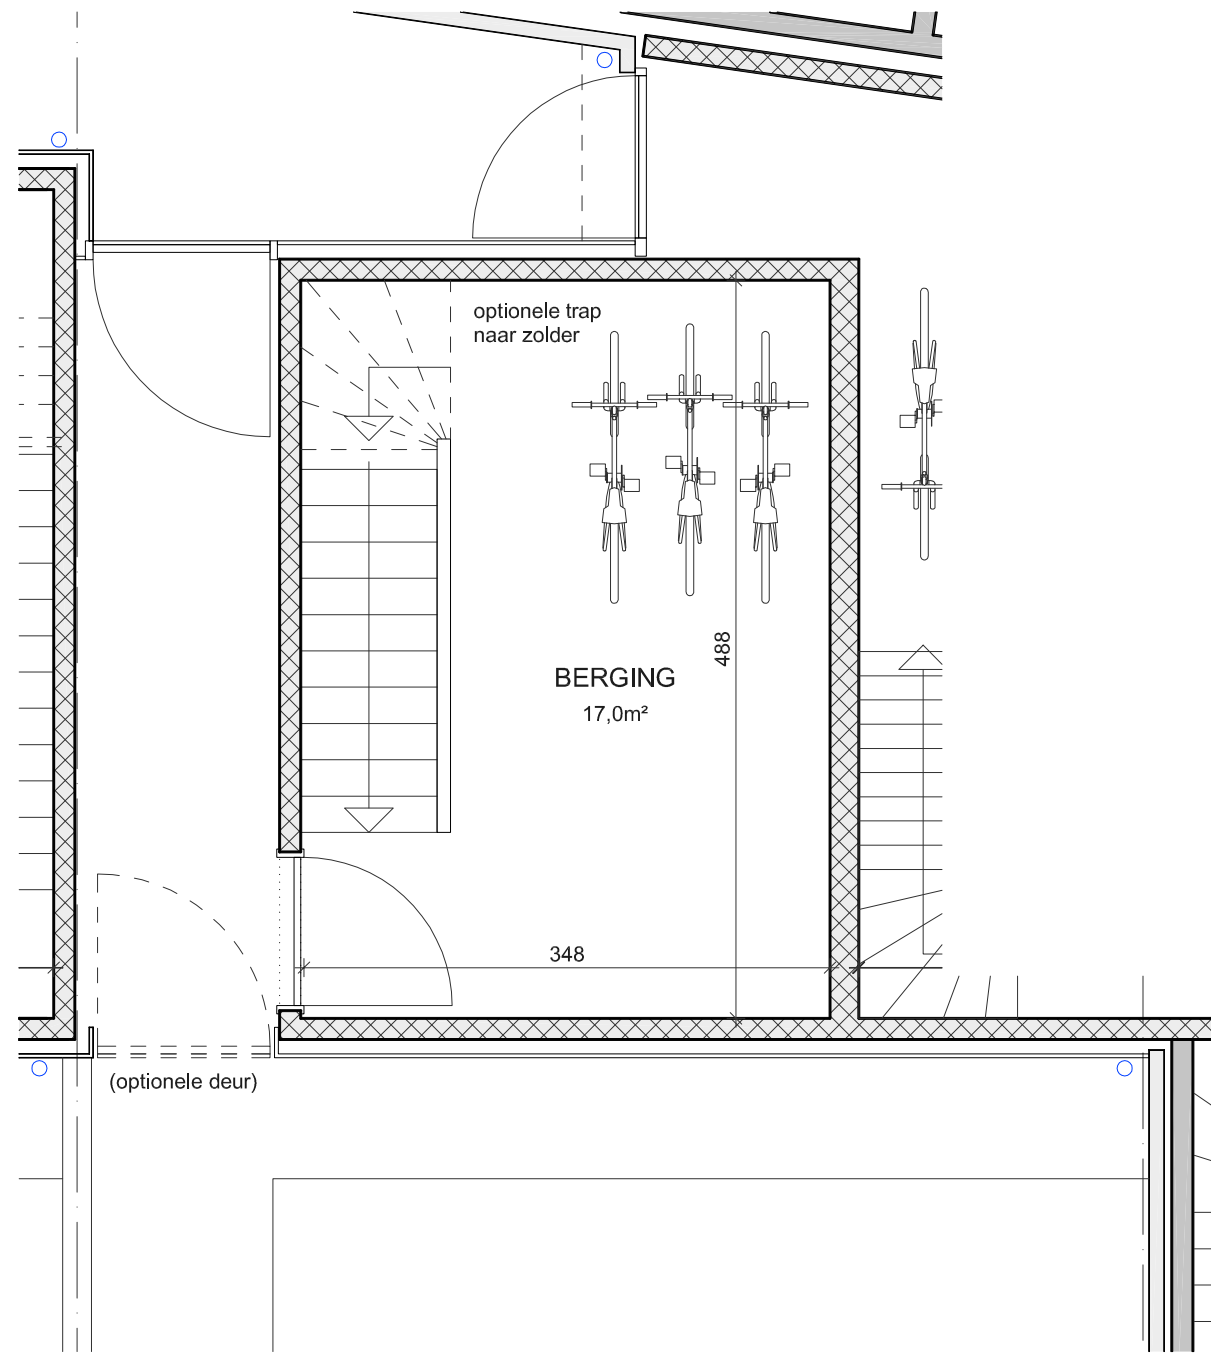 optionele trap
naar zolder
488
BERGING
17,0m²
348
(optionele deur)